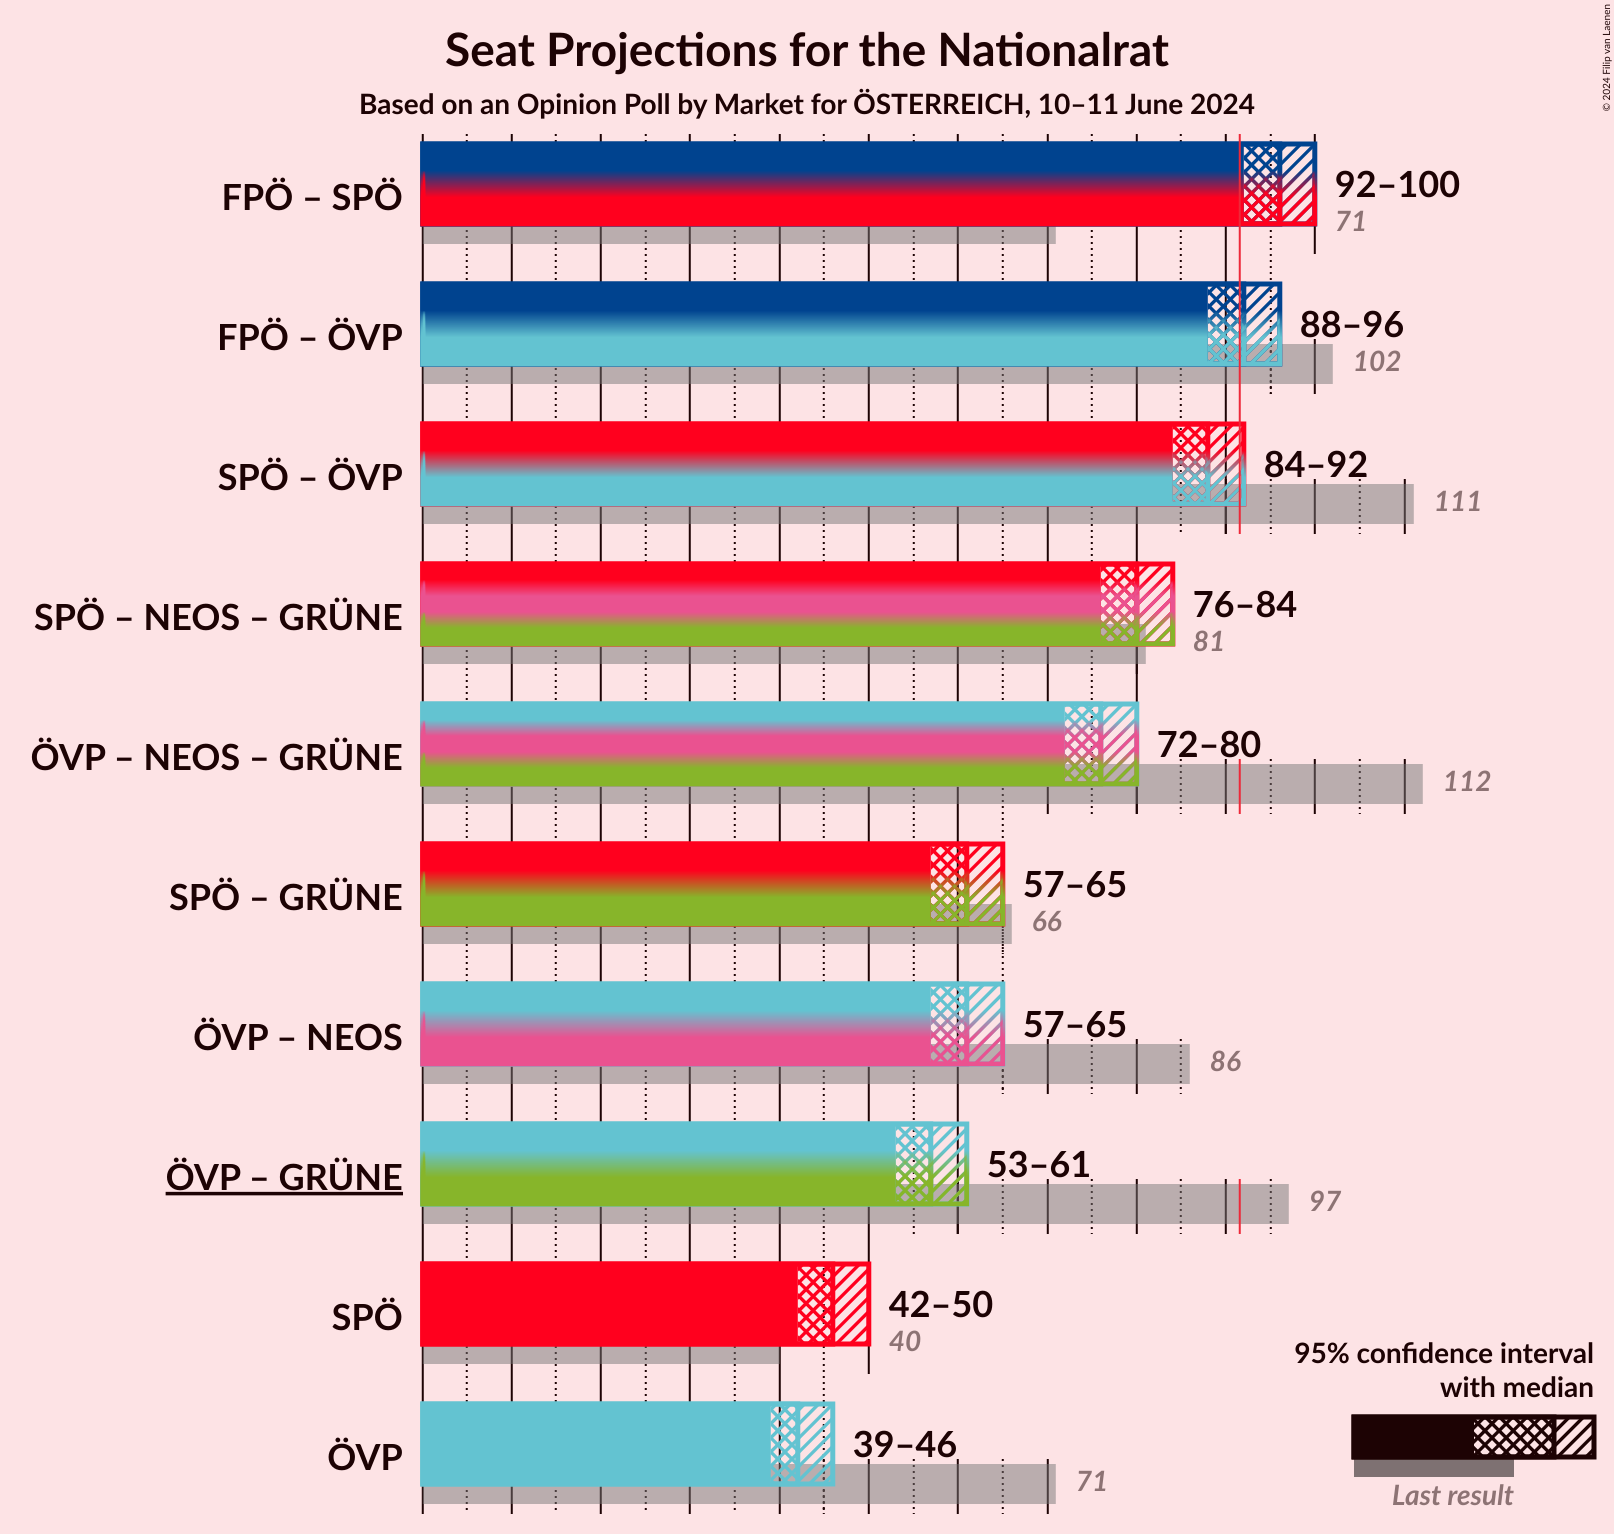 Seat Projections for the Nationalrat
Based on an Opinion Poll by Market for ÖSTERREICH, 10–11 June 2024
© 2024 Filip van Laenen
FPÖ – SPÖ
92–100
71
FPÖ – ÖVP
88–96
102
SPÖ – ÖVP
84–92
111
SPÖ – NEOS – GRÜNE
76–84
81
ÖVP – NEOS – GRÜNE
72–80
112
SPÖ – GRÜNE
57–65
66
ÖVP – NEOS
57–65
86
ÖVP – GRÜNE
53–61
97
SPÖ
42–50
40
ÖVP
39–46
71
95% confidence interval
with median
Last result